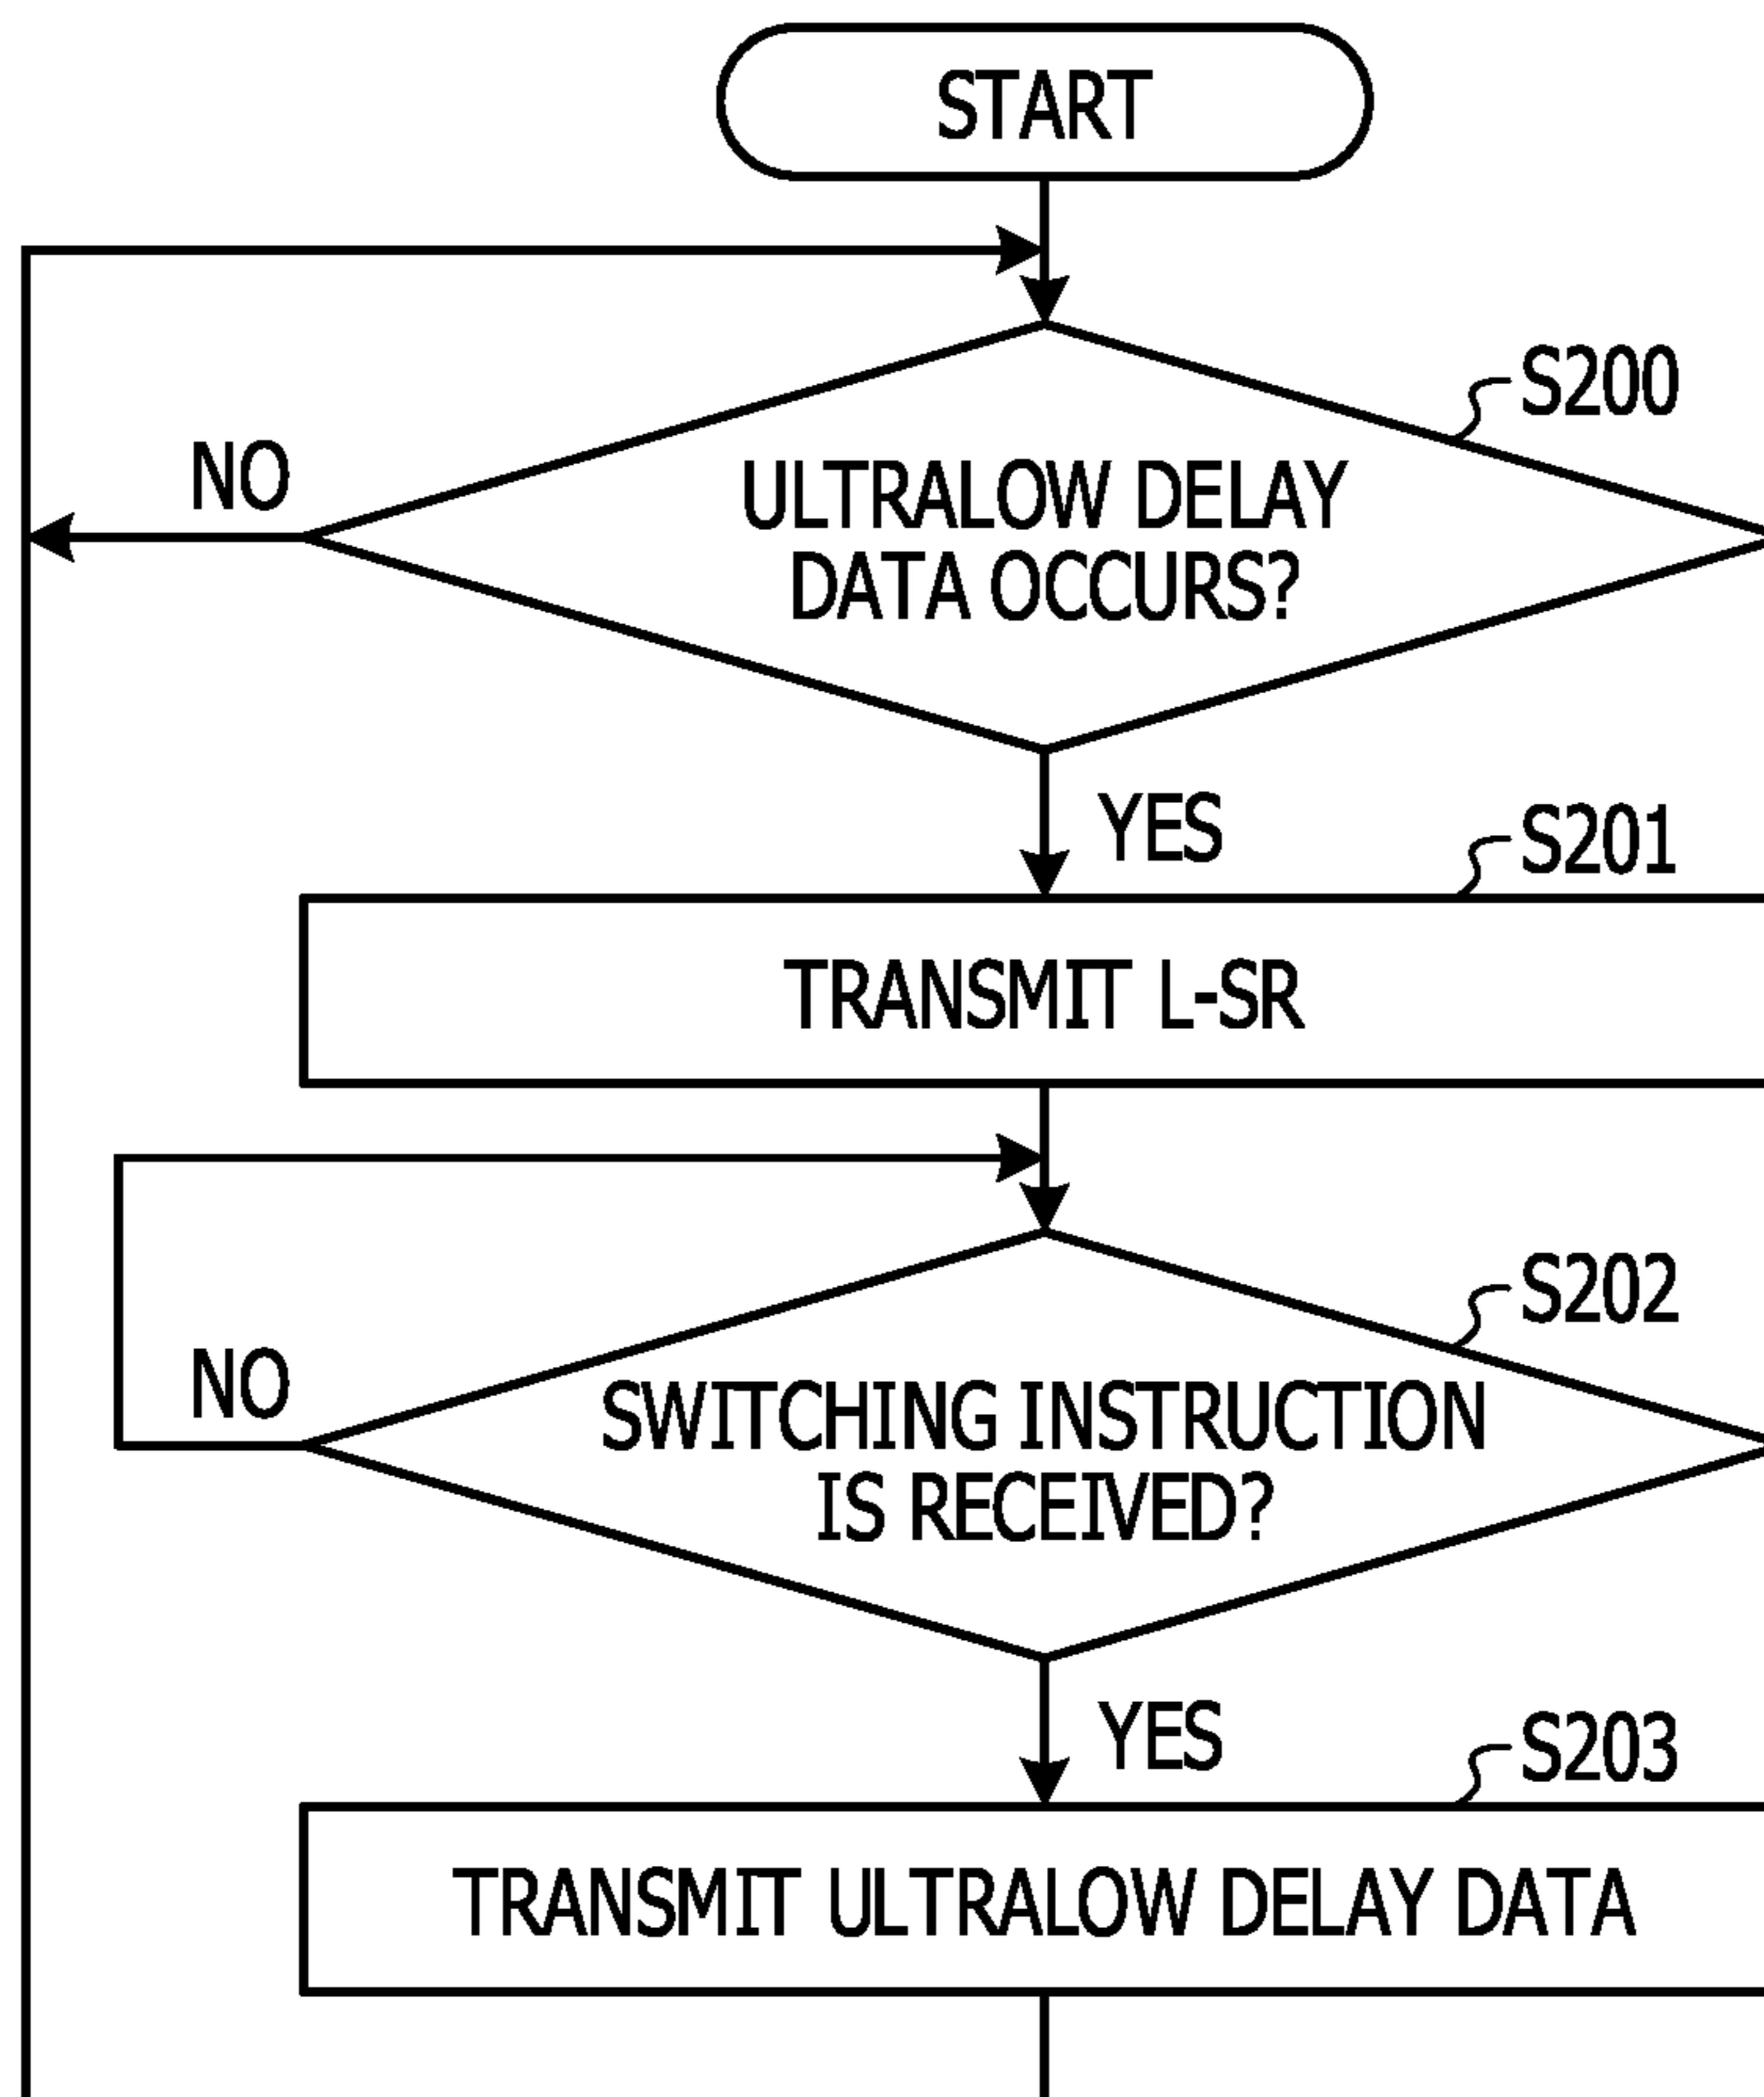 START
S200
NO
ULTRALOW DELAY
DATA OCCURS?
YES
S201
TRANSMIT L-SR
S202
NO
SWITCHING INSTRUCTION
IS RECEIVED?
YES
S203
TRANSMIT ULTRALOW DELAY DATA